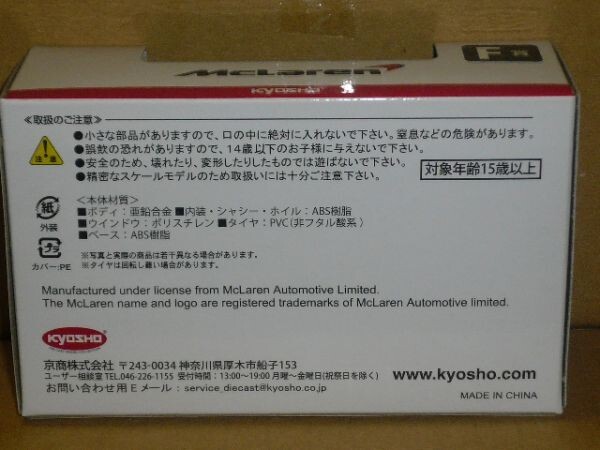 McLaren
F賞
KYOSHO
≪取扱のご注意≫
注意
●小さな部品がありますので、口の中に絶対に入れないで下さい。窒息などの危険があります。
●誤飲の恐れがありますので、14歳以下のお子様に与えないで下さい。
●安全のため、壊れたり、変形したりしたものでは遊ばないで下さい。
●精密なスケールモデルのため取扱いには十分ご注意下さい。
対象年齢15歳以上
紙
外装
プラ
カバー:PE
<本体材質>
■ボディ:亜鉛合金 ■内装・シャシー・ホイル:ABS樹脂
■ウインドウ:ポリスチレン ■タイヤ:PVC(非フタル酸系)
■ベース:ABS樹脂
※写真と実際の商品は若干異なる場合があります。
※タイヤは回転し難い場合があります。
Manufactured under license from McLaren Automotive Limited.
The McLaren name and logo are registered trademarks of McLaren Automotive limited.
KYOSHO
京商株式会社 〒243-0034 神奈川県厚木市船子153
ユーザー相談室 TEL.046-226-1155 受付時間:13:00〜19:00 月曜〜金曜日(祝祭日を除く)
お問い合わせ用Eメール:service_diecast@kyosho.co.jp
www.kyosho.com
MADE IN CHINA